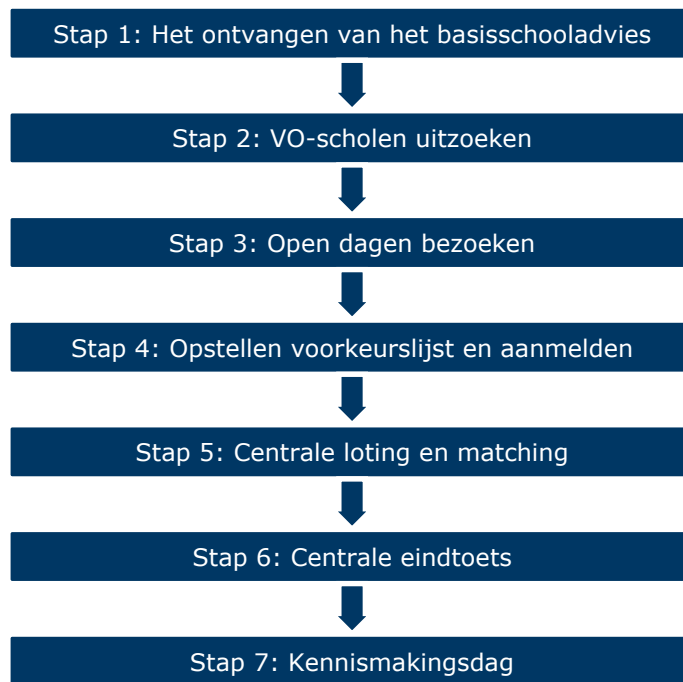 Stap 1: Het ontvangen van het basisschooladvies
Stap 2: VO-scholen uitzoeken
Stap 3: Open dagen bezoeken
Stap 4: Opstellen voorkeurslijst en aanmelden
Stap 5: Centrale loting en matching
Stap 6: Centrale eindtoets
Stap 7: Kennismakingsdag